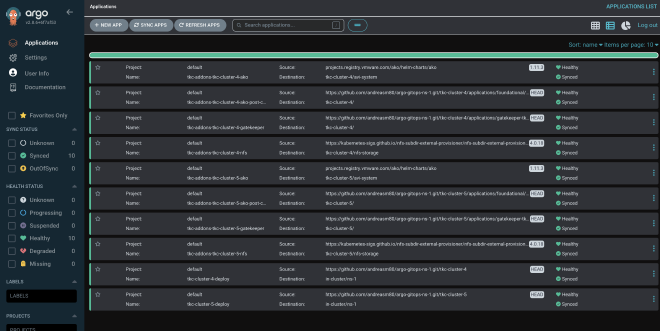 argo
Applications
Settings
User Info
Documentation
Favorites Only
SYNC STATUS
Unknown 0
Synced 10
OutOfSync 0
HEALTH STATUS
Unknown 0
Progressing 0
Suspended 0
Healthy 10
Degraded 0
Missing 0
LABELS
LABELS
PROJECTS
PROJECTS
Applications
APPLICATIONS LIST
+ NEW APP
SYNC APPS
REFRESH APPS
Search applications...
/
Log out
Sort: name Items per page: 10
Project: default Source: projects.registry.vmware.com/ako/helm-charts/ako 1.11.3 Healthy
Name: tkc-addons-tkc-cluster-4-ako Destination: tkc-cluster-4/avi-system Synced
Project: default Source: https://github.com/andreasm80/argo-gitops-ns-1.git/tkc-cluster-4/applications/foundational/... HEAD Healthy
Name: tkc-addons-tkc-cluster-4-ako-post-c... Destination: tkc-cluster-4/ Synced
Project: default Source: https://github.com/andreasm80/argo-gitops-ns-1.git/tkc-cluster-4/applications/gatekeeper-tk... HEAD Healthy
Name: tkc-addons-tkc-cluster-4-gatekeeper Destination: tkc-cluster-4/ Synced
Project: default Source: https://kubernetes-sigs.github.io/nfs-subdir-external-provisioner/nfs-subdir-external-provision... 4.0.18 Healthy
Name: tkc-addons-tkc-cluster-4-nfs Destination: tkc-cluster-4/nfs-storage Synced
Project: default Source: projects.registry.vmware.com/ako/helm-charts/ako 1.11.3 Healthy
Name: tkc-addons-tkc-cluster-5-ako Destination: tkc-cluster-5/avi-system Synced
Project: default Source: https://github.com/andreasm80/argo-gitops-ns-1.git/tkc-cluster-5/applications/foundational/... HEAD Healthy
Name: tkc-addons-tkc-cluster-5-ako-post-c... Destination: tkc-cluster-5/ Synced
Project: default Source: https://github.com/andreasm80/argo-gitops-ns-1.git/tkc-cluster-5/applications/gatekeeper-tk... HEAD Healthy
Name: tkc-addons-tkc-cluster-5-gatekeeper Destination: tkc-cluster-5/ Synced
Project: default Source: https://kubernetes-sigs.github.io/nfs-subdir-external-provisioner/nfs-subdir-external-provision... 4.0.18 Healthy
Name: tkc-addons-tkc-cluster-5-nfs Destination: tkc-cluster-5/nfs-storage Synced
Project: default Source: https://github.com/andreasm80/argo-gitops-ns-1.git/tkc-cluster-4 HEAD Healthy
Name: tkc-cluster-4-deploy Destination: in-cluster/ns-1 Synced
Project: default Source: https://github.com/andreasm80/argo-gitops-ns-1.git/tkc-cluster-5 HEAD Healthy
Name: tkc-cluster-5-deploy Destination: in-cluster/ns-1 Synced